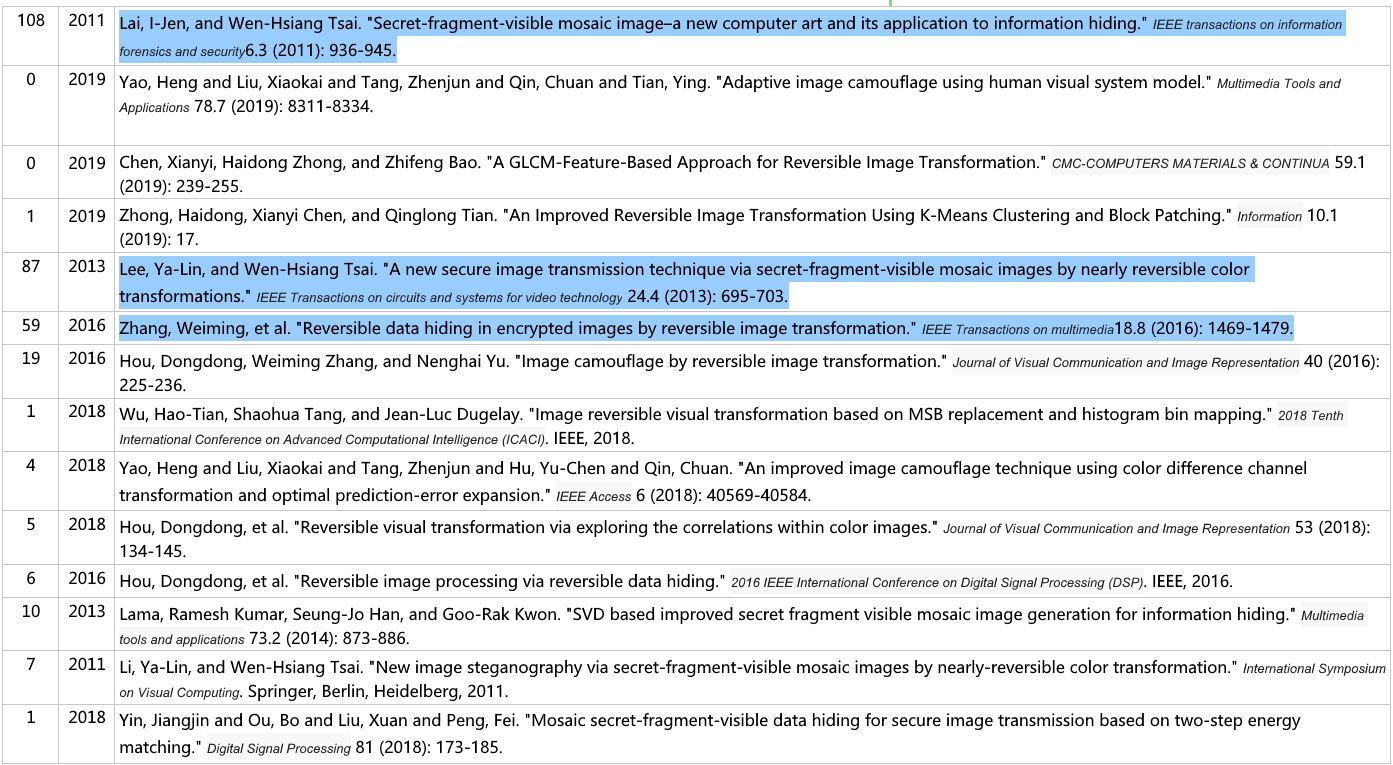 108 2011 Lai, I-Jen, and Wen-Hsiang Tsai. "Secret-fragment-visible mosaic image–a new computer art and its application to information hiding." IEEE transactions on information
forensics and security6.3 (2011): 936-945.
0 2019 Yao, Heng and Liu, Xiaokai and Tang, Zhenjun and Qin, Chuan and Tian, Ying. "Adaptive image camouflage using human visual system model." Multimedia Tools and
Applications 78.7 (2019): 8311-8334.
0 2019 Chen, Xianyi, Haidong Zhong, and Zhifeng Bao. "A GLCM-Feature-Based Approach for Reversible Image Transformation." CMC-COMPUTERS MATERIALS & CONTINUA 59.1
(2019): 239-255.
1 2019 Zhong, Haidong, Xianyi Chen, and Qinglong Tian. "An Improved Reversible Image Transformation Using K-Means Clustering and Block Patching." Information 10.1
(2019): 17.
87 2013 Lee, Ya-Lin, and Wen-Hsiang Tsai. "A new secure image transmission technique via secret-fragment-visible mosaic images by nearly reversible color
transformations." IEEE Transactions on circuits and systems for video technology 24.4 (2013): 695-703.
59 2016 Zhang, Weiming, et al. "Reversible data hiding in encrypted images by reversible image transformation." IEEE Transactions on multimedia18.8 (2016): 1469-1479.
19 2016 Hou, Dongdong, Weiming Zhang, and Nenghai Yu. "Image camouflage by reversible image transformation." Journal of Visual Communication and Image Representation 40 (2016):
225-236.
1 2018 Wu, Hao-Tian, Shaohua Tang, and Jean-Luc Dugelay. "Image reversible visual transformation based on MSB replacement and histogram bin mapping." 2018 Tenth
International Conference on Advanced Computational Intelligence (ICACI). IEEE, 2018.
4 2018 Yao, Heng and Liu, Xiaokai and Tang, Zhenjun and Hu, Yu-Chen and Qin, Chuan. "An improved image camouflage technique using color difference channel
transformation and optimal prediction-error expansion." IEEE Access 6 (2018): 40569-40584.
5 2018 Hou, Dongdong, et al. "Reversible visual transformation via exploring the correlations within color images." Journal of Visual Communication and Image Representation 53 (2018):
134-145.
6 2016 Hou, Dongdong, et al. "Reversible image processing via reversible data hiding." 2016 IEEE International Conference on Digital Signal Processing (DSP). IEEE, 2016.
10 2013 Lama, Ramesh Kumar, Seung-Jo Han, and Goo-Rak Kwon. "SVD based improved secret fragment visible mosaic image generation for information hiding." Multimedia
tools and applications 73.2 (2014): 873-886.
7 2011 Li, Ya-Lin, and Wen-Hsiang Tsai. "New image steganography via secret-fragment-visible mosaic images by nearly-reversible color transformation." International Symposium
on Visual Computing. Springer, Berlin, Heidelberg, 2011.
1 2018 Yin, Jiangjin and Ou, Bo and Liu, Xuan and Peng, Fei. "Mosaic secret-fragment-visible data hiding for secure image transmission based on two-step energy
matching." Digital Signal Processing 81 (2018): 173-185.